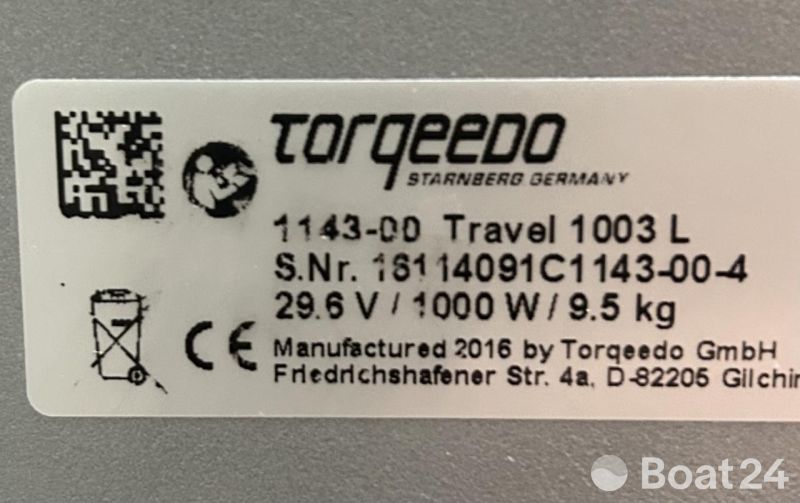 TORQEEDO
STARNBERG GERMANY
1143-00 Travel 1003 L
S.Nr. 16114091C1143-00-4
29.6 V / 1000 W / 9.5 kg
CE Manufactured 2016 by Torqeedo GmbH
Friedrichshafener Str. 4a, D-82205 Gilchin
Boat24